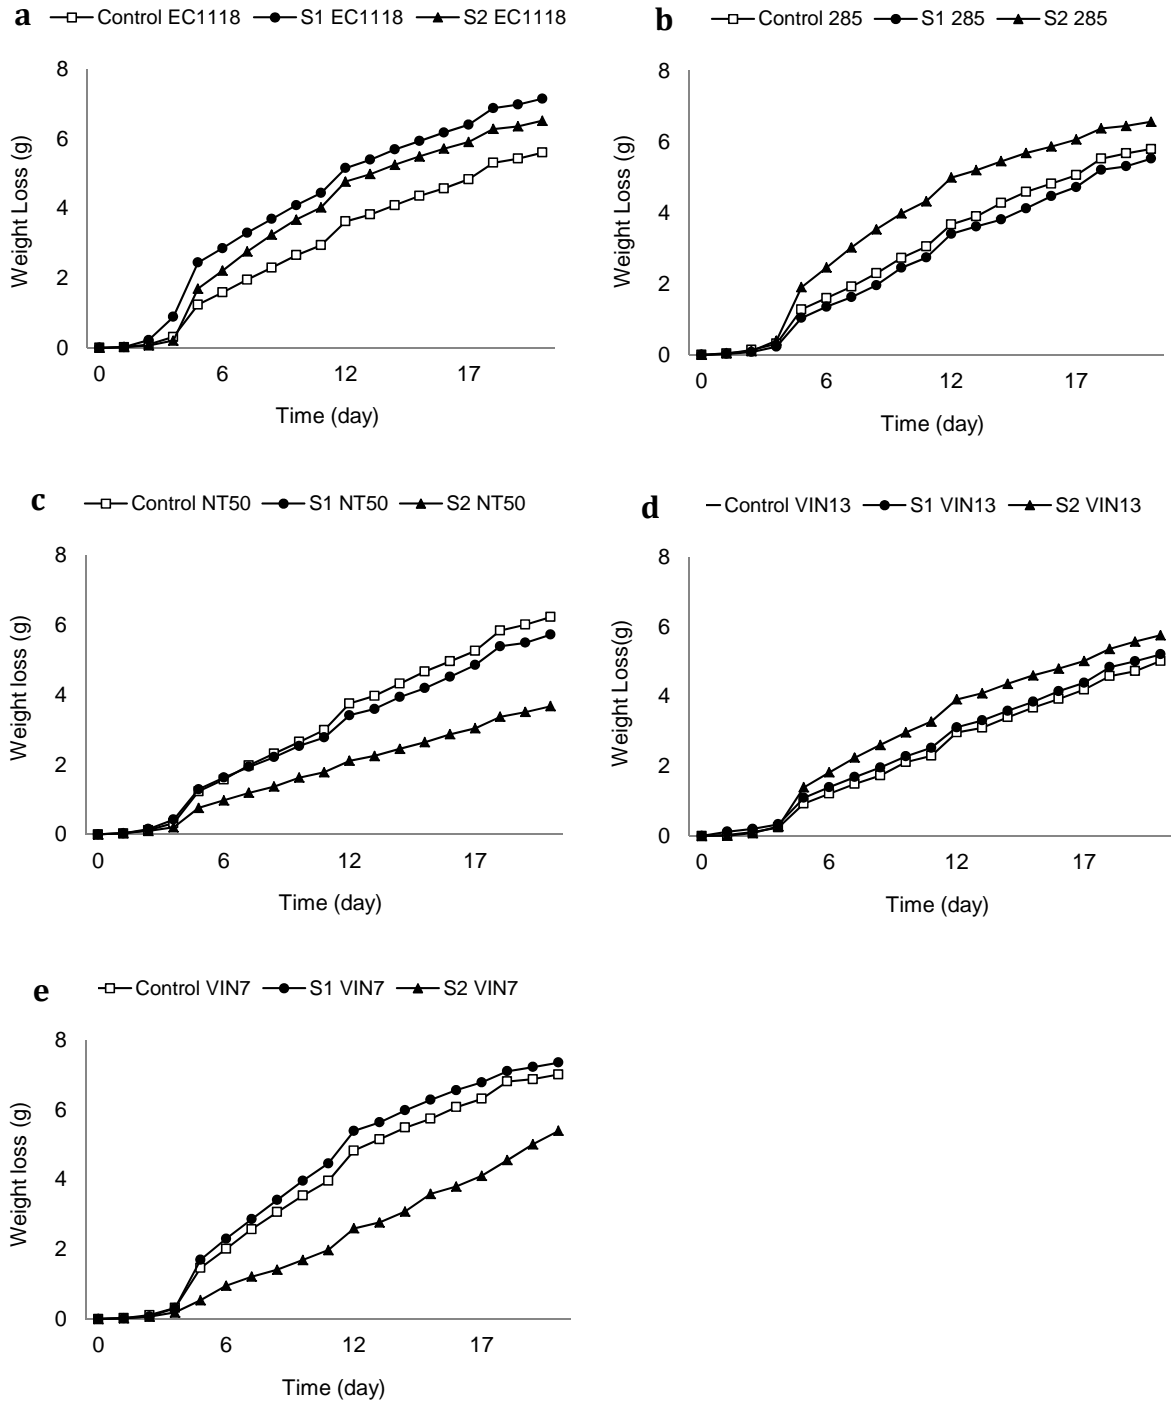 a
Control EC1118 S1 EC1118 S2 EC1118
8
6
4
2
0
Weight Loss (g)
0 6 12 17
Time (day)
b
Control 285 S1 285 S2 285
8
6
4
2
0
Weight Loss (g)
0 6 12 17
Time (day)
c
Control NT50 S1 NT50 S2 NT50
8
6
4
2
0
Weight loss (g)
0 6 12 17
Time (day)
d
Control VIN13 S1 VIN13 S2 VIN13
8
6
4
2
0
Weight Loss(g)
0 6 12 17
Time (day)
e
Control VIN7 S1 VIN7 S2 VIN7
8
6
4
2
0
Weight loss (g)
0 6 12 17
Time (day)